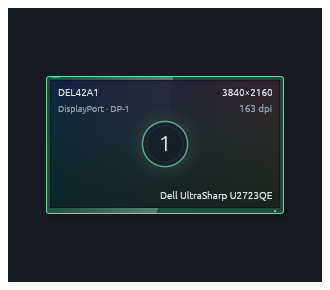 DEL42A1
3840×2160
DisplayPort · DP-1
163 dpi
1
Dell UltraSharp U2723QE